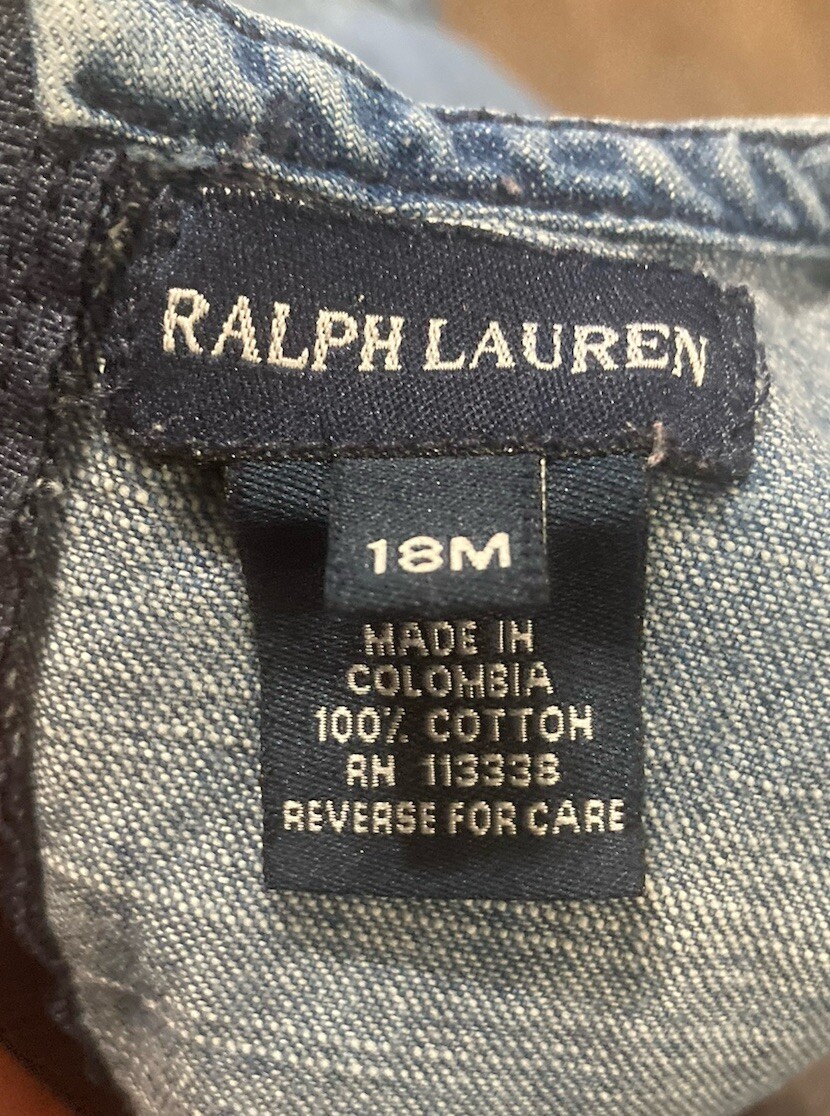 RALPH LAUREN
18M
MADE IN
COLOMBIA
100% COTTON
RN 113338
REVERSE FOR CARE